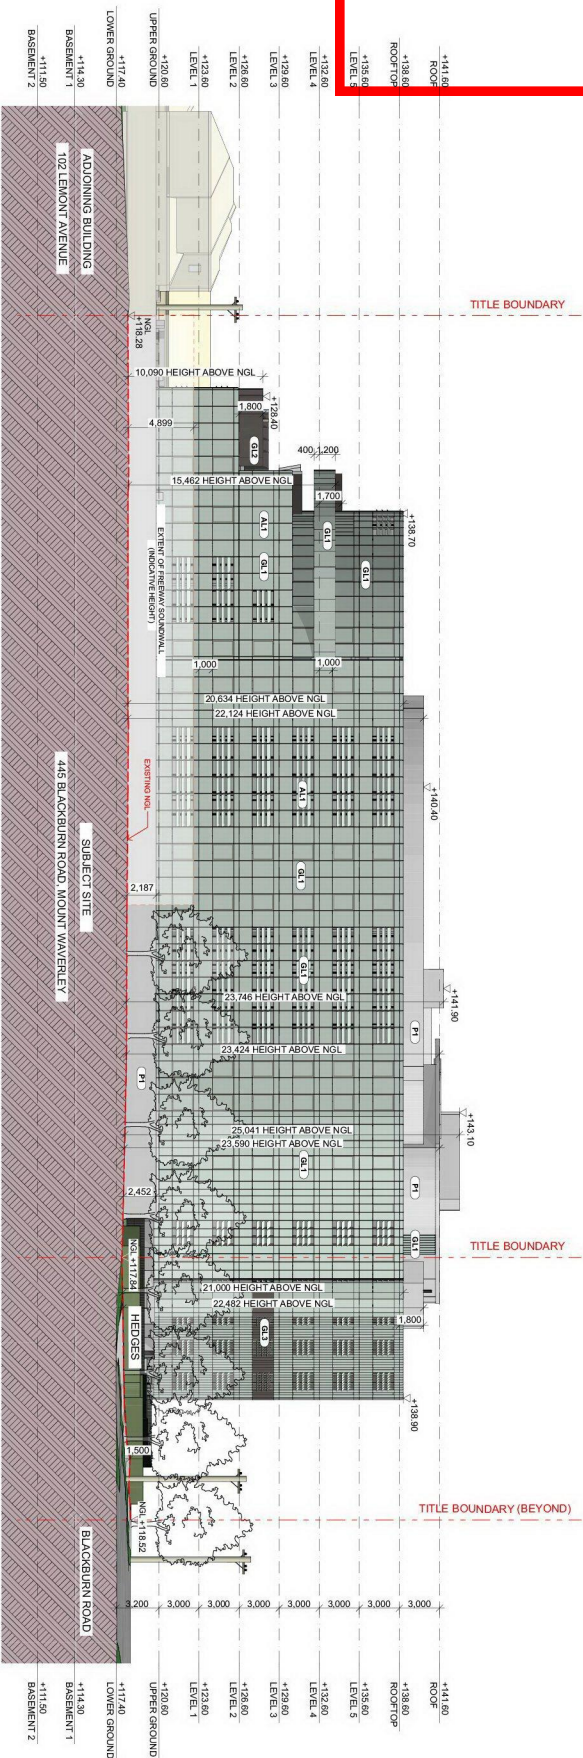 +141.60
ROOF
+138.60
ROOFTOP
+135.60
LEVEL 5
+132.60
LEVEL 4
+129.60
LEVEL 3
+126.60
LEVEL 2
+123.60
LEVEL 1
+120.60
UPPER GROUND
+117.40
LOWER GROUND
+114.30
BASEMENT 1
+111.50
BASEMENT 2
ADJOINING BUILDING
102 LEMONT AVENUE
TITLE BOUNDARY
NGL
+118.28
10,090 HEIGHT ABOVE NGL
4,899
1,800
+128.40
GL2
15,462 HEIGHT ABOVE NGL
400
1,200
1,700
+138.70
GL1
GL1
AL1
GL1
EXTENT OF FREEWAY SOUNDWALL
(INDICATIVE HEIGHT)
1,000
1,000
20,634 HEIGHT ABOVE NGL
22,124 HEIGHT ABOVE NGL
+140.40
EXISTING NGL
AL1
GL1
2,187
SUBJECT SITE
445 BLACKBURN ROAD, MOUNT WAVERLEY
GL1
23,746 HEIGHT ABOVE NGL
+141.90
P1
23,424 HEIGHT ABOVE NGL
P1
+143.10
25,041 HEIGHT ABOVE NGL
23,590 HEIGHT ABOVE NGL
GL1
P1
2,452
GL1
TITLE BOUNDARY
NGL +117.84
21,000 HEIGHT ABOVE NGL
22,482 HEIGHT ABOVE NGL
HEDGES
GL3
1,800
+138.90
1,500
NGL +118.52
TITLE BOUNDARY (BEYOND)
BLACKBURN ROAD
3,200
3,000
3,000
3,000
3,000
3,000
3,000
3,000
+141.60
ROOF
+138.60
ROOFTOP
+135.60
LEVEL 5
+132.60
LEVEL 4
+129.60
LEVEL 3
+126.60
LEVEL 2
+123.60
LEVEL 1
+120.60
UPPER GROUND
+117.40
LOWER GROUND
+114.30
BASEMENT 1
+111.50
BASEMENT 2